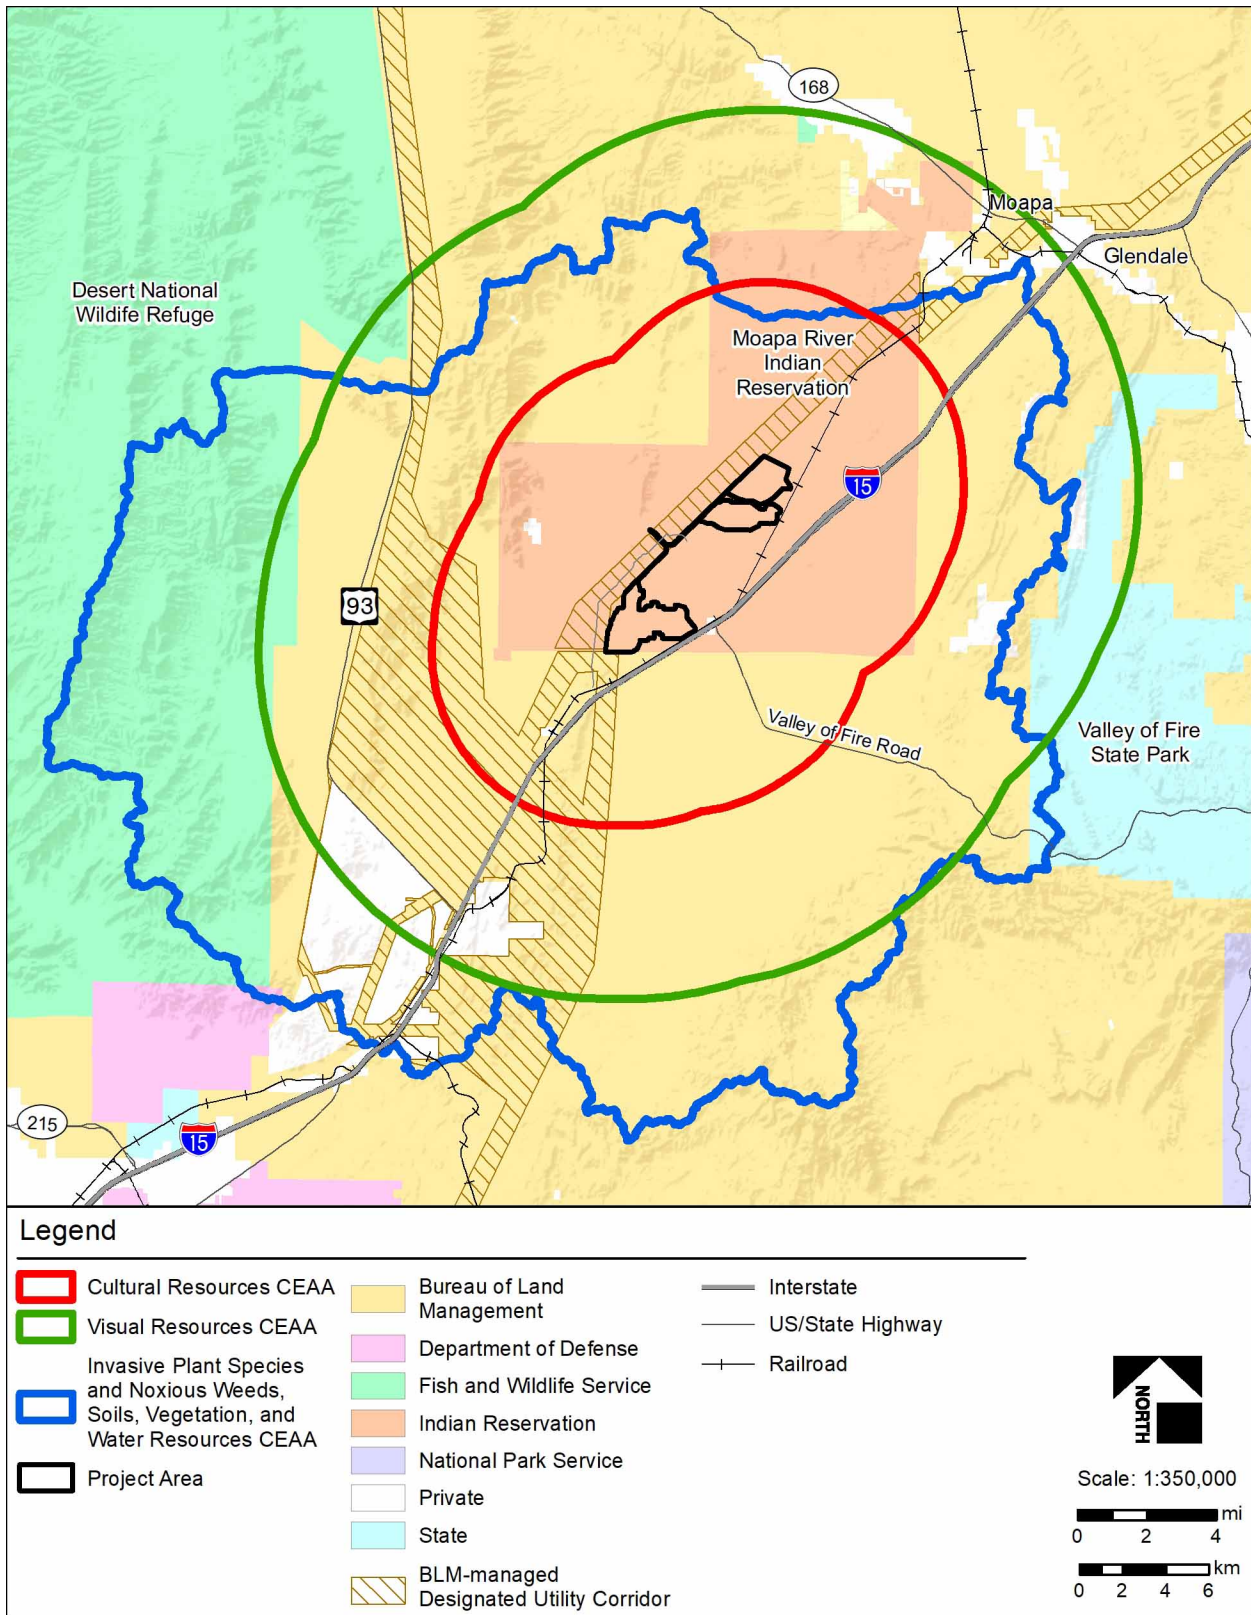 168
Moapa
Glendale
Desert National
Wildlife Refuge
Moapa River
Indian
Reservation
15
93
Valley of Fire Road
Valley of Fire
State Park
215
15
Legend
Cultural Resources CEAA
Visual Resources CEAA
Invasive Plant Species
and Noxious Weeds,
Soils, Vegetation, and
Water Resources CEAA
Project Area
Bureau of Land
Management
Department of Defense
Fish and Wildlife Service
Indian Reservation
National Park Service
Private
State
BLM-managed
Designated Utility Corridor
Interstate
US/State Highway
Railroad
NORTH
Scale: 1:350,000
mi
0 2 4
km
0 2 4 6